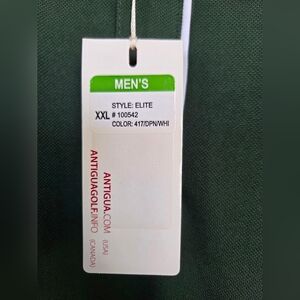 MEN'S
STYLE: ELITE
XXL # 100542
COLOR: 417/DPN/WHI
ANTIGUA.COM (USA)
ANTIGUAGOLF.INFO (CANADA)